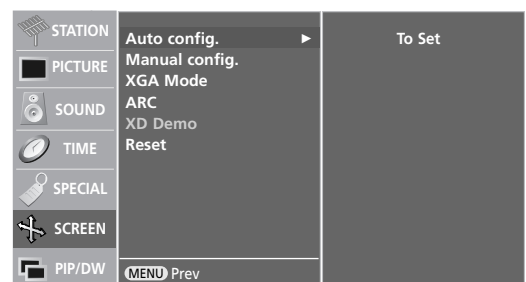 STATION
PICTURE
SOUND
TIME
SPECIAL
SCREEN
PIP/DW
Auto config. ►
Manual config.
XGA Mode
ARC
XD Demo
Reset
MENU Prev
To Set